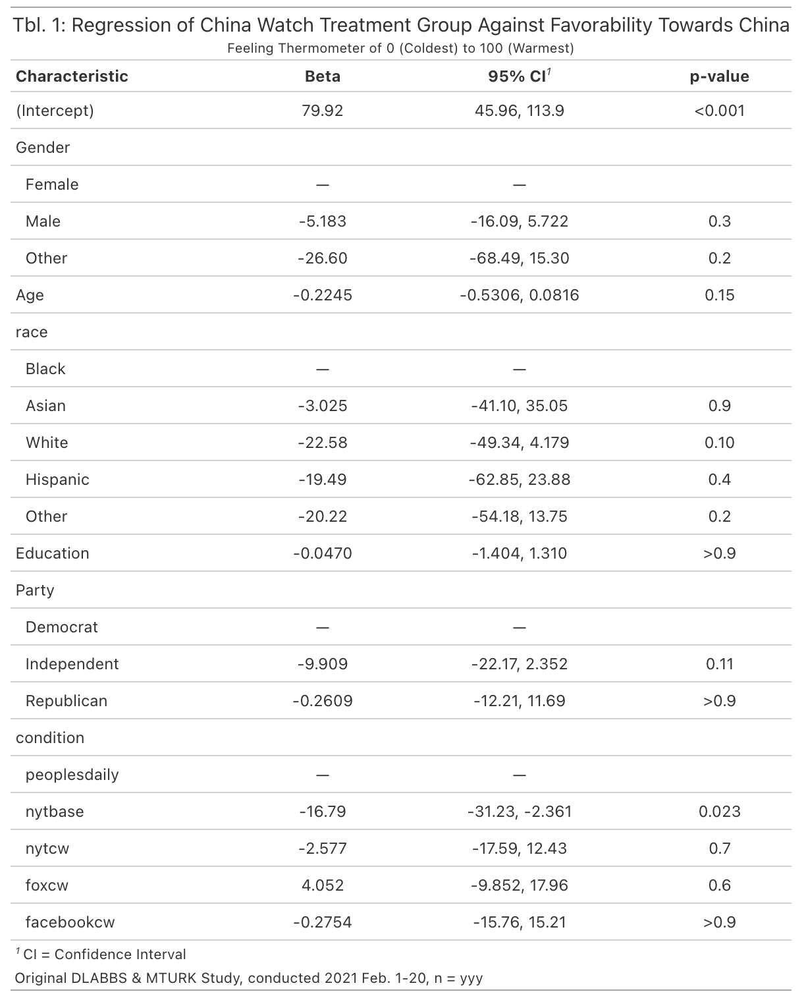 Tbl. 1: Regression of China Watch Treatment Group Against Favorability Towards China
Feeling Thermometer of 0 (Coldest) to 100 (Warmest)
Characteristic Beta 95% CI1 p-value
(Intercept) 79.92 45.96, 113.9 <0.001
Gender
Female — —
Male -5.183 -16.09, 5.722 0.3
Other -26.60 -68.49, 15.30 0.2
Age -0.2245 -0.5306, 0.0816 0.15
race
Black — —
Asian -3.025 -41.10, 35.05 0.9
White -22.58 -49.34, 4.179 0.10
Hispanic -19.49 -62.85, 23.88 0.4
Other -20.22 -54.18, 13.75 0.2
Education -0.0470 -1.404, 1.310 >0.9
Party
Democrat — —
Independent -9.909 -22.17, 2.352 0.11
Republican -0.2609 -12.21, 11.69 >0.9
condition
peoplesdaily — —
nytbase -16.79 -31.23, -2.361 0.023
nytcw -2.577 -17.59, 12.43 0.7
foxcw 4.052 -9.852, 17.96 0.6
facebookcw -0.2754 -15.76, 15.21 >0.9
1 CI = Confidence Interval
Original DLABBS & MTURK Study, conducted 2021 Feb. 1-20, n = yyy